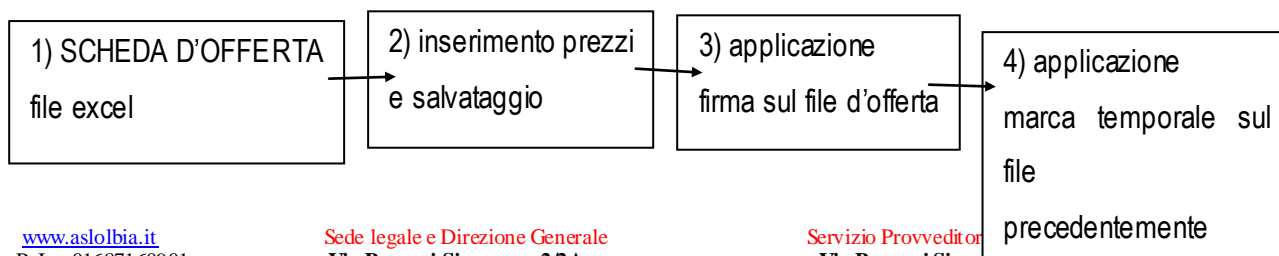 1) SCHEDA D’OFFERTA
file excel
2) inserimento prezzi
e salvataggio
3) applicazione
firma sul file d’offerta
4) applicazione
marca temporale sul
file
precedentemente
www.aslolbia.it
Sede legale e Direzione Generale
Servizio Provveditor